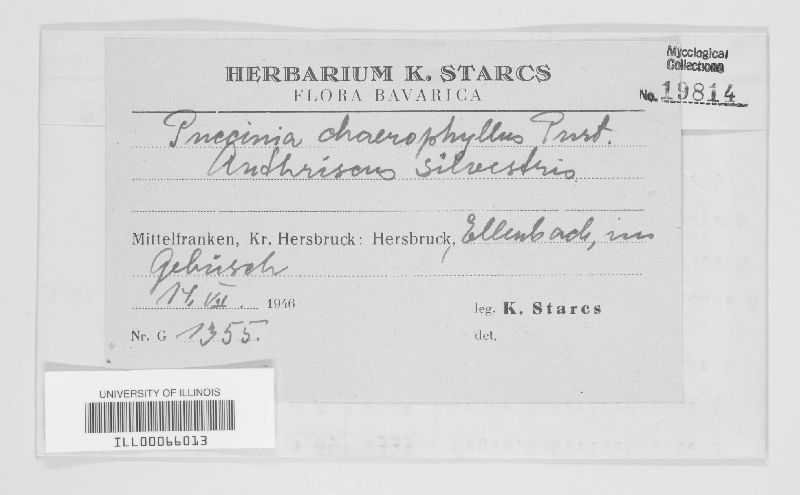 HERBARIUM K. STARCS
FLORA BAVARICA
Mycological
Collections
No. 19814
Puccinia chaerophyllus Purt.
Anthriscus silvestris
Mittelfranken, Kr. Hersbruck: Hersbruck, Ellenbach, im
Gebüsch
14. VII. 1946
leg. K. Starcs
Nr. G 1355.
det.
UNIVERSITY OF ILLINOIS
ILL00066013